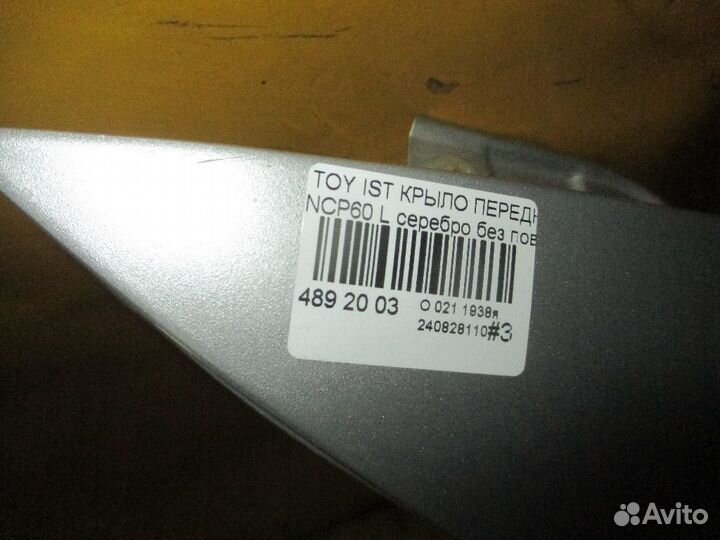 TOY IST КРЫЛО ПЕРЕДН
NCP60 L серебро без пов
489 20 03
О 021 1938я
240828110#3
Avito